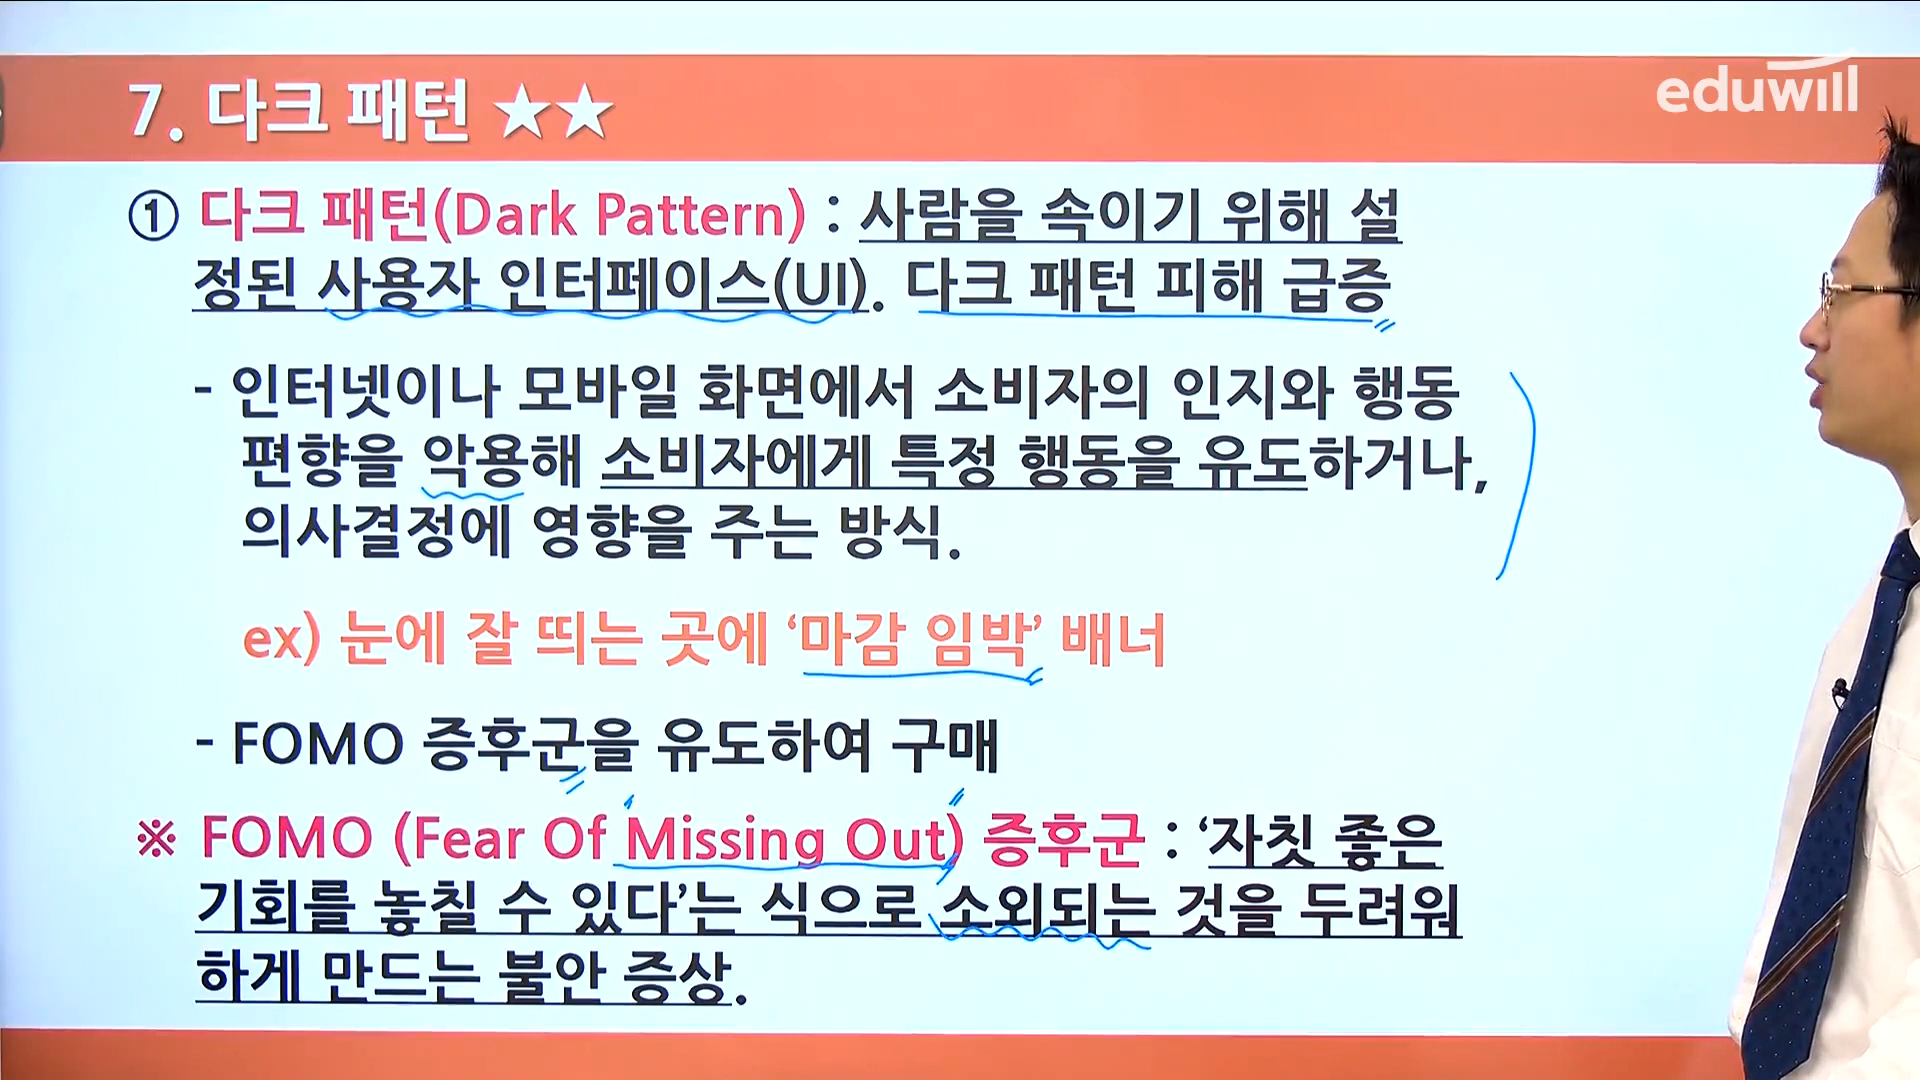 eduwill
7. 다크 패턴 ★★
① 다크 패턴(Dark Pattern) : 사람을 속이기 위해 설
정된 사용자 인터페이스(UI). 다크 패턴 피해 급증
- 인터넷이나 모바일 화면에서 소비자의 인지와 행동
편향을 악용해 소비자에게 특정 행동을 유도하거나,
의사결정에 영향을 주는 방식.
ex) 눈에 잘 띄는 곳에 ‘마감 임박’ 배너
- FOMO 증후군을 유도하여 구매
※ FOMO (Fear Of Missing Out) 증후군 : ‘자칫 좋은
기회를 놓칠 수 있다’는 식으로 소외되는 것을 두려워
하게 만드는 불안 증상.